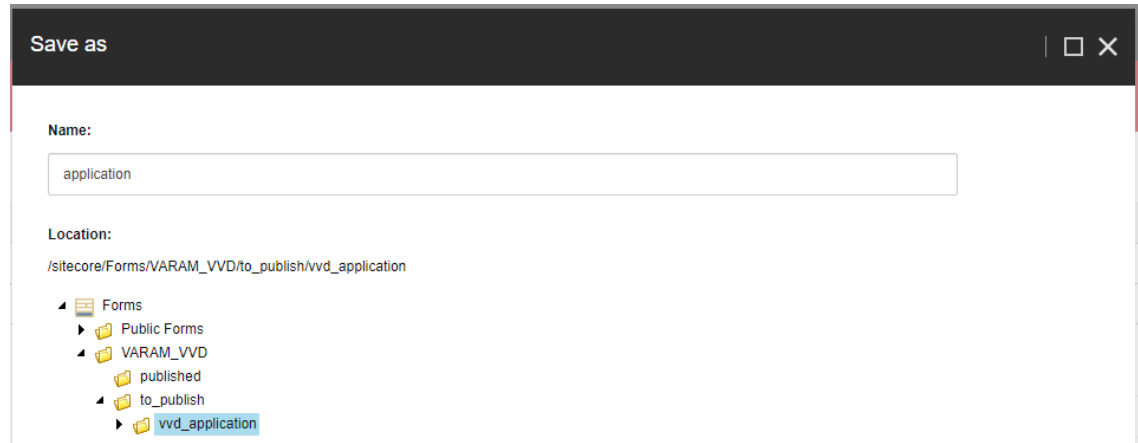 Save as
Name:
application
Location:
/sitecore/Forms/VARAM_VVD/to_publish/vvd_application
Forms
Public Forms
VARAM_VVD
published
to_publish
vvd_application